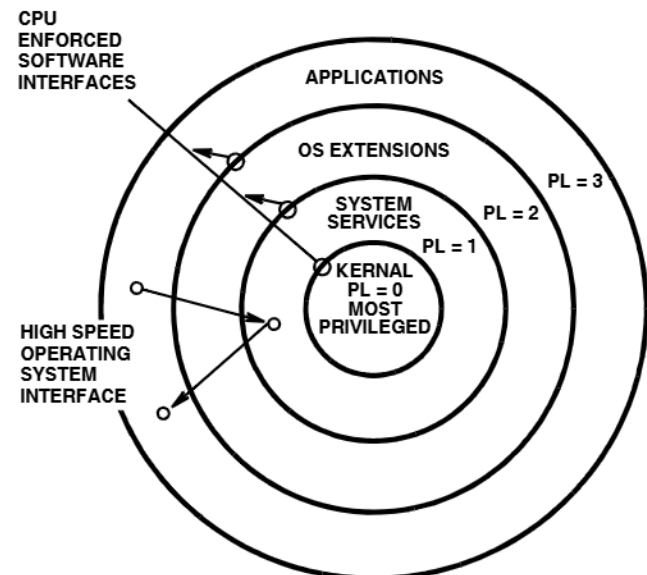 CPU
ENFORCED
SOFTWARE
INTERFACES
APPLICATIONS
OS EXTENSIONS
PL = 3
SYSTEM
SERVICES
PL = 2
PL = 1
KERNAL
PL = 0
MOST
PRIVILEGED
HIGH SPEED
OPERATING
SYSTEM
INTERFACE